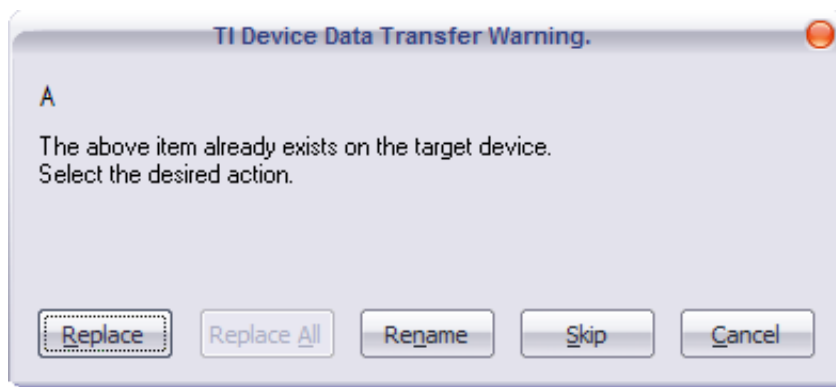 TI Device Data Transfer Warning.
A
The above item already exists on the target device.
Select the desired action.
Replace Replace All Rename Skip Cancel